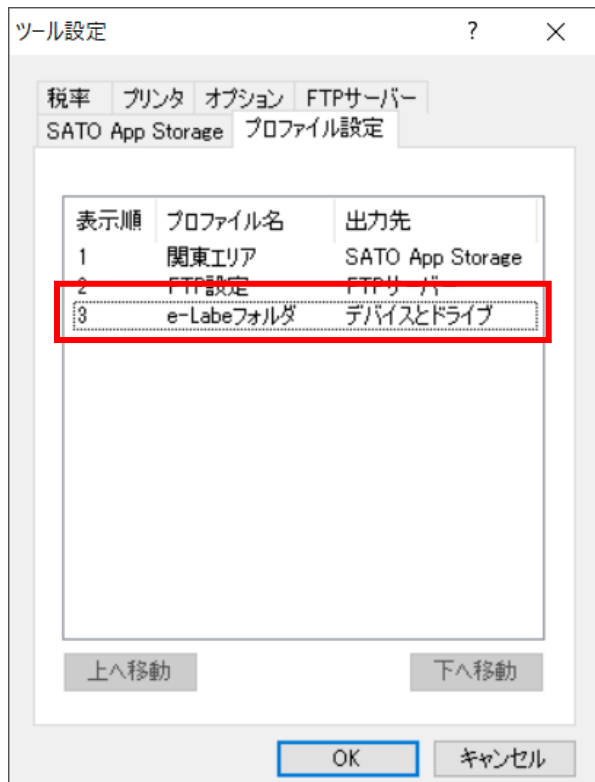 ツール設定 ? ×
税率 プリンタ オプション FTPサーバー
SATO App Storage プロファイル設定
表示順 プロファイル名 出力先
1 関東エリア SATO App Storage
2 FTP設定 FTPサーバー
3 e-Labeフォルダ デバイスとドライブ
上へ移動 下へ移動
OK キャンセル